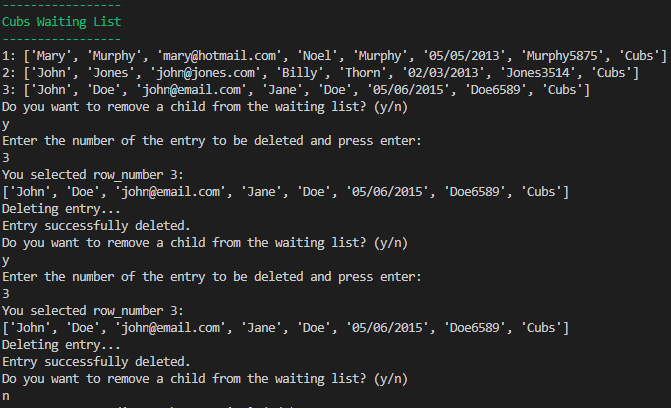 -----------------
Cubs Waiting List
-----------------
1: ['Mary', 'Murphy', 'mary@hotmail.com', 'Noel', 'Murphy', '05/05/2013', 'Murphy5875', 'Cubs']
2: ['John', 'Jones', 'john@jones.com', 'Billy', 'Thorn', '02/03/2013', 'Jones3514', 'Cubs']
3: ['John', 'Doe', 'john@email.com', 'Jane', 'Doe', '05/06/2015', 'Doe6589', 'Cubs']
Do you want to remove a child from the waiting list? (y/n)
y
Enter the number of the entry to be deleted and press enter:
3
You selected row_number 3:
['John', 'Doe', 'john@email.com', 'Jane', 'Doe', '05/06/2015', 'Doe6589', 'Cubs']
Deleting entry...
Entry successfully deleted.
Do you want to remove a child from the waiting list? (y/n)
y
Enter the number of the entry to be deleted and press enter:
3
You selected row_number 3:
['John', 'Doe', 'john@email.com', 'Jane', 'Doe', '05/06/2015', 'Doe6589', 'Cubs']
Deleting entry...
Entry successfully deleted.
Do you want to remove a child from the waiting list? (y/n)
n